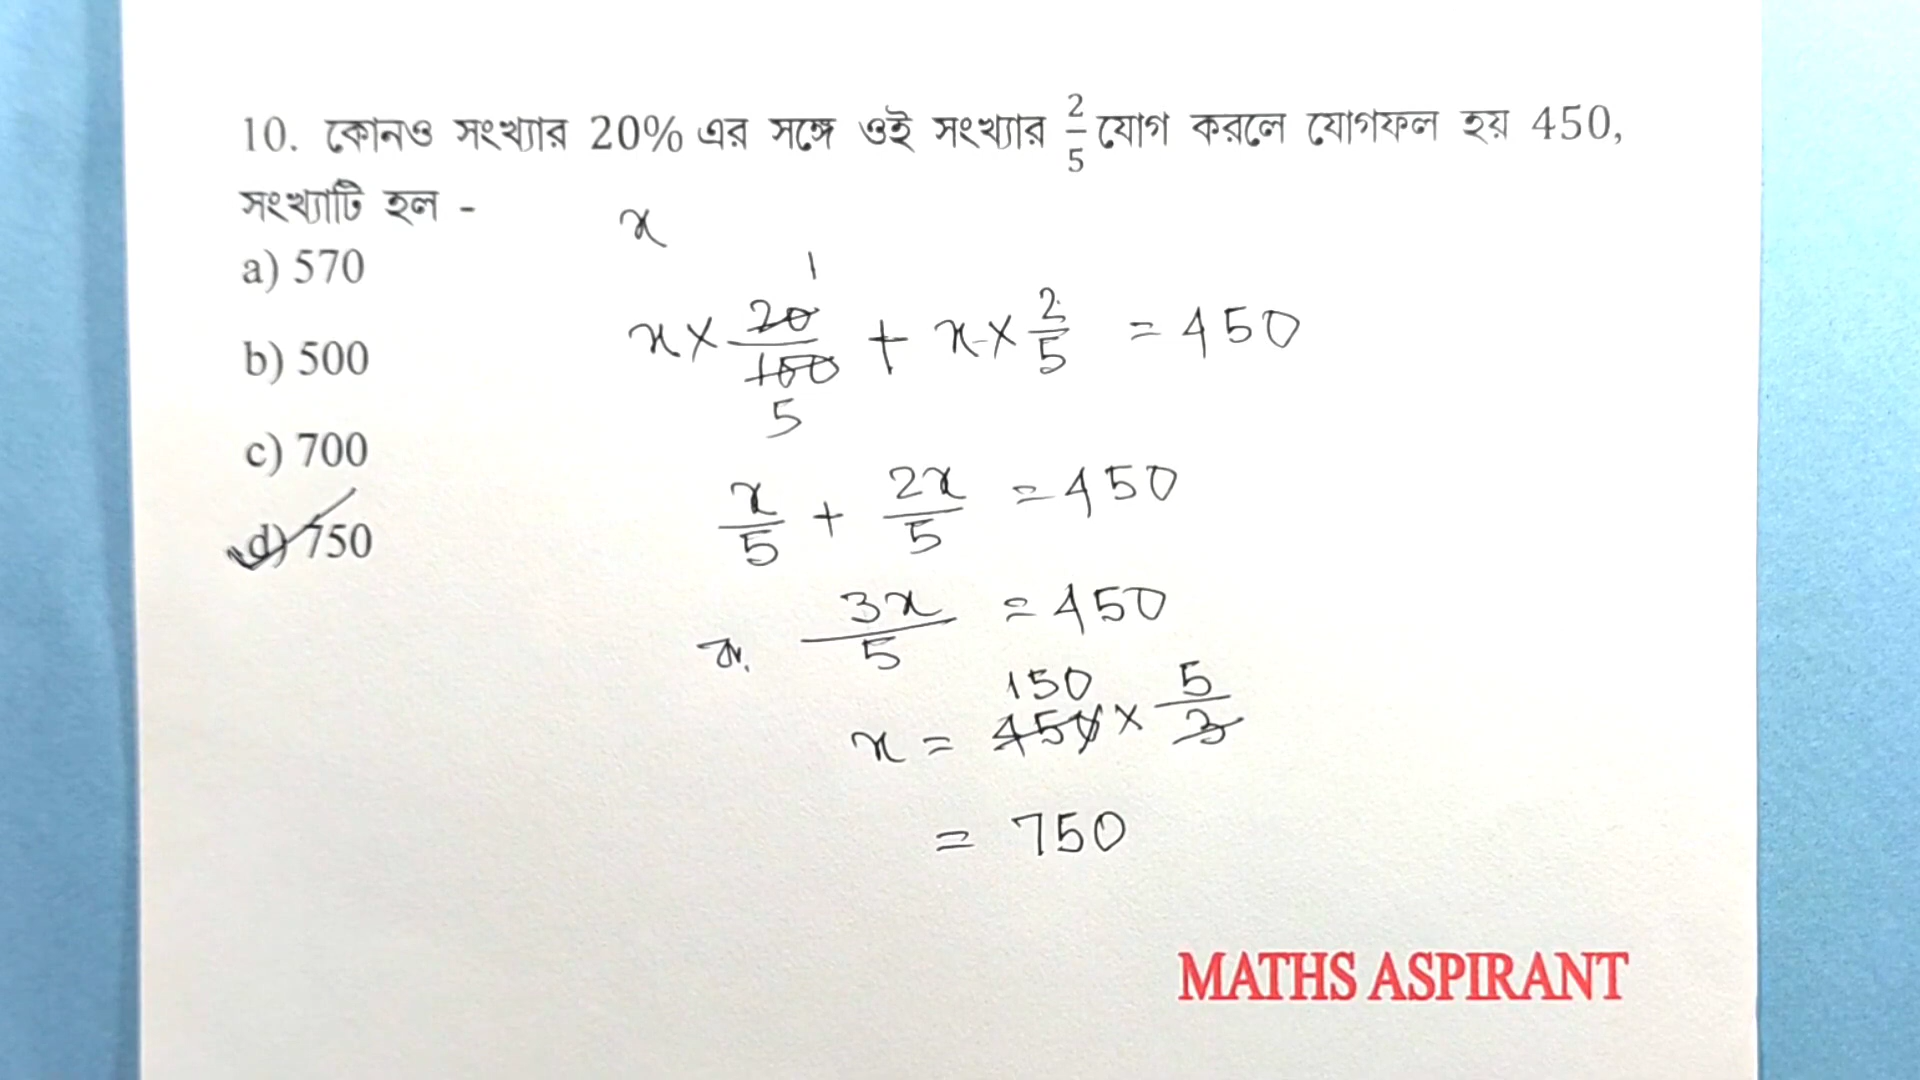 10. কোনও সংখ্যার 20% এর সঙ্গে ওই সংখ্যার 2/5 যোগ করলে যোগফল হয় 450,
সংখ্যাটি হল -
a) 570
b) 500
c) 700
d) 750
x
1
x × 20/100 + x × 2/5 = 450
5
x/5 + 2x/5 = 450
বা, 3x/5 = 450
150
x = 450 × 5/3
= 750
MATHS ASPIRANT